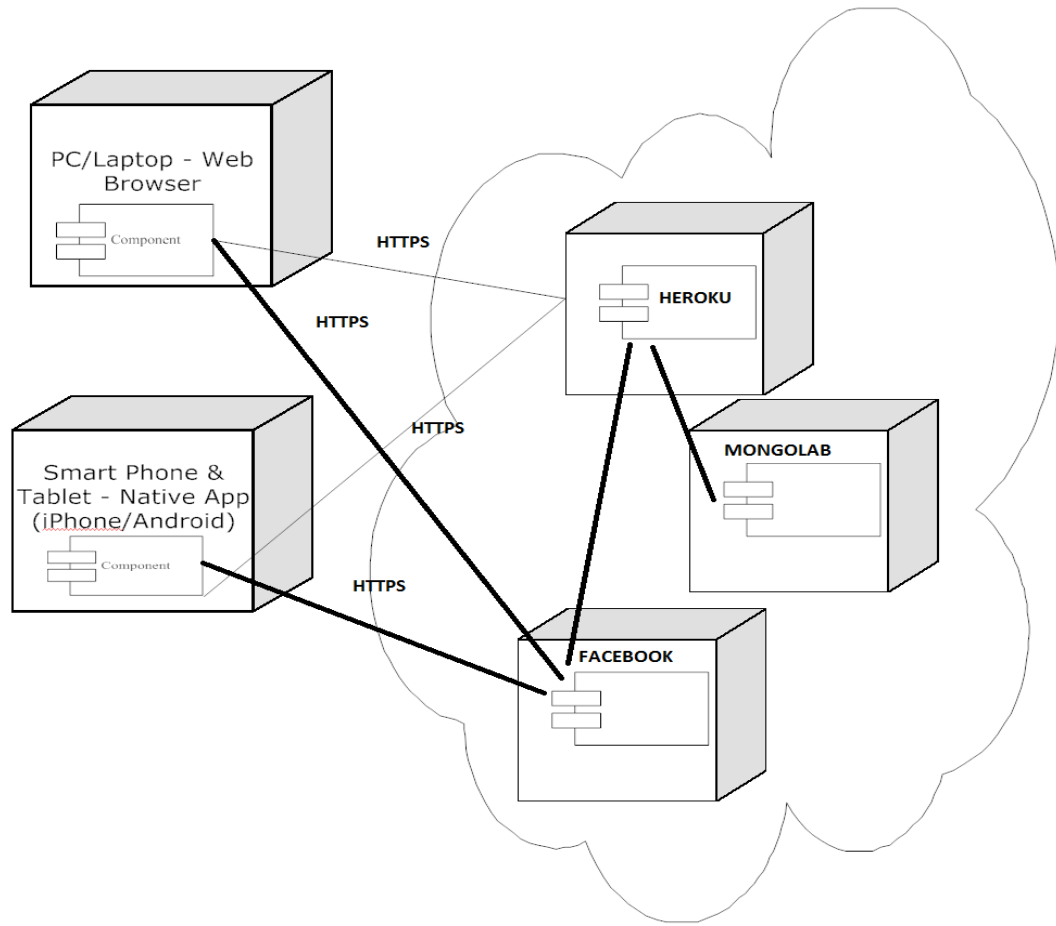 PC/Laptop - Web
Browser
Component
HTTPS
HEROKU
HTTPS
Smart Phone &
Tablet - Native App
(iPhone/Android)
Component
HTTPS
MONGOLAB
HTTPS
FACEBOOK